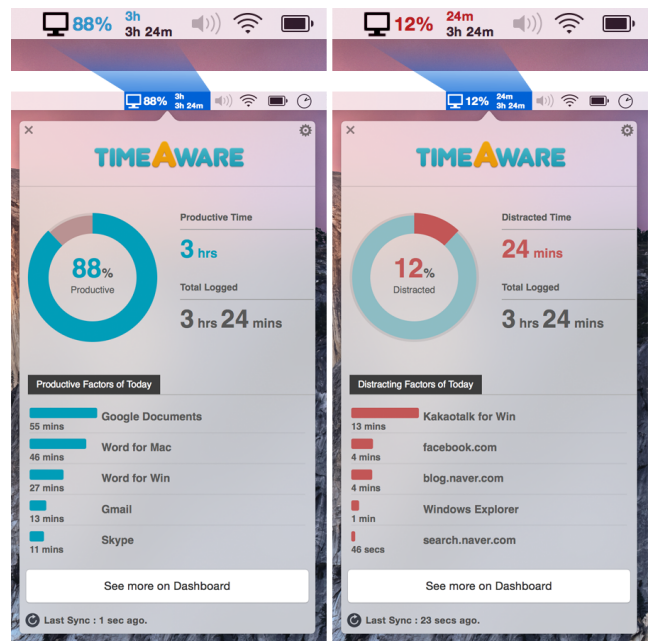 88%
3h
3h 24m
88%
3h
3h 24m
×
TIMEAWARE
Productive Time
3 hrs
88%
Productive
Total Logged
3 hrs 24 mins
Productive Factors of Today
Google Documents
55 mins
Word for Mac
46 mins
Word for Win
27 mins
Gmail
13 mins
Skype
11 mins
See more on Dashboard
Last Sync : 1 sec ago.
12%
24m
3h 24m
12%
24m
3h 24m
×
TIMEAWARE
Distracted Time
24 mins
12%
Distracted
Total Logged
3 hrs 24 mins
Distracting Factors of Today
Kakaotalk for Win
13 mins
facebook.com
4 mins
blog.naver.com
4 mins
Windows Explorer
1 min
search.naver.com
46 secs
See more on Dashboard
Last Sync : 23 secs ago.